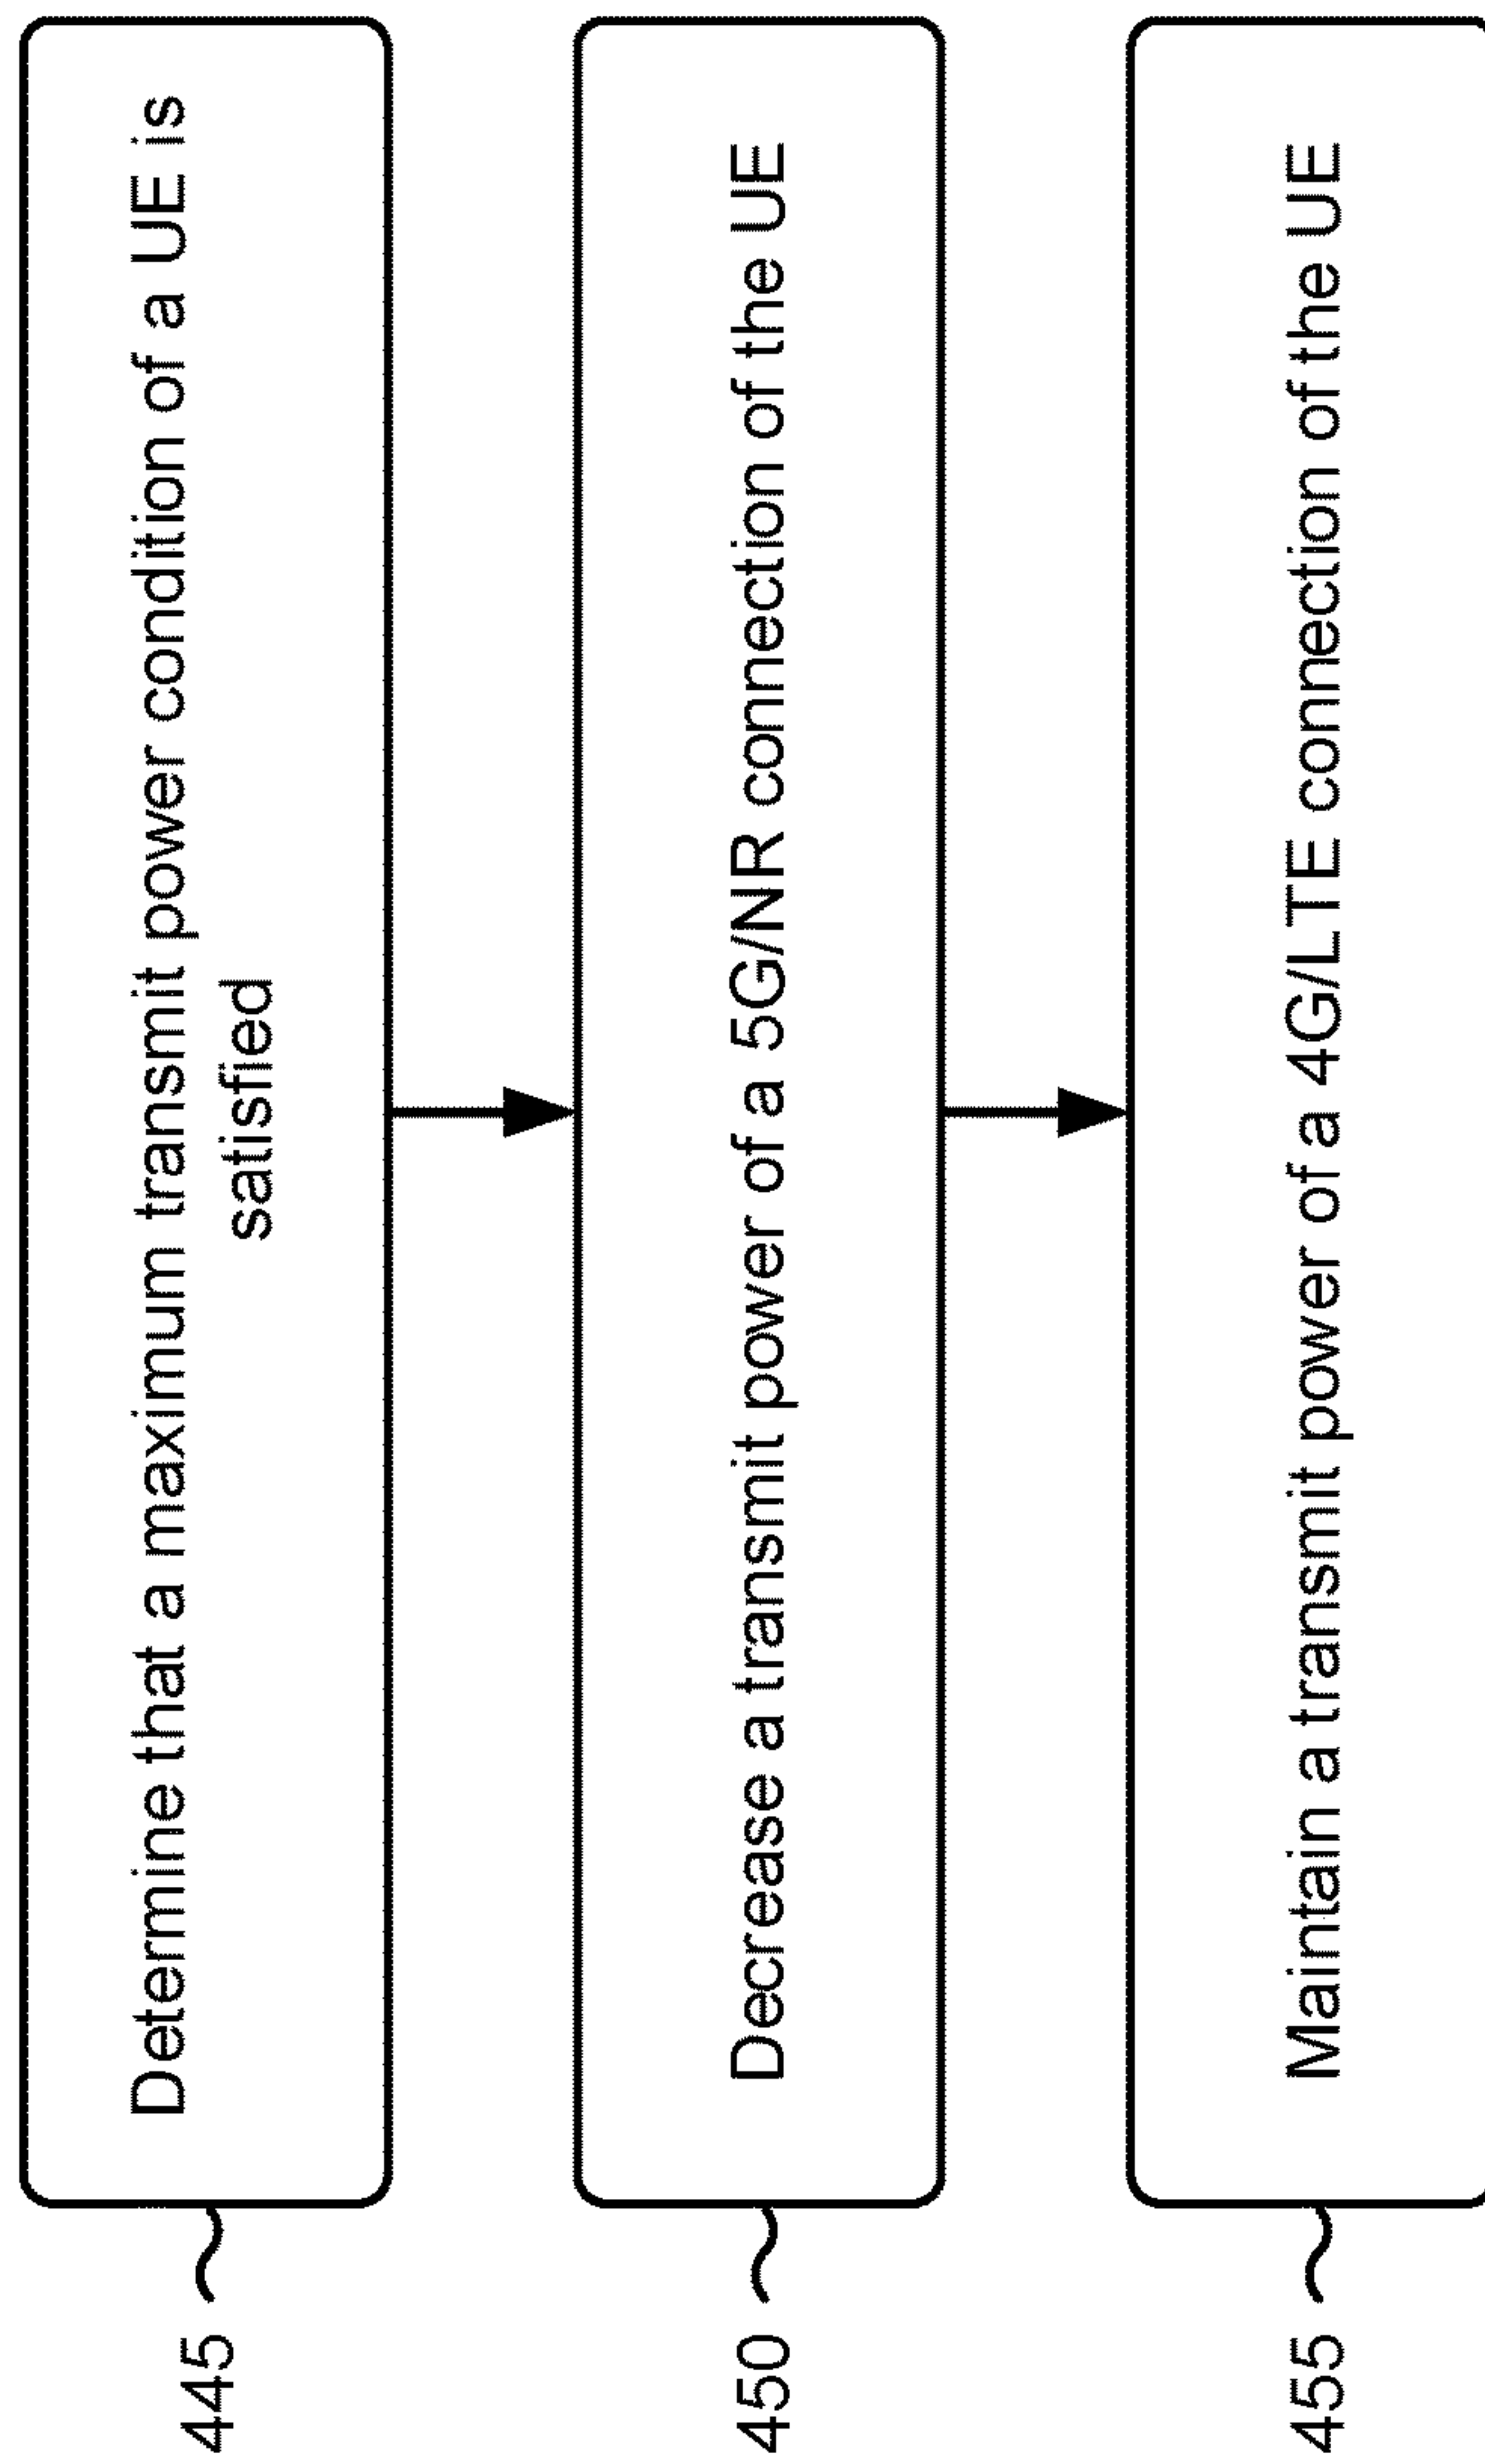 445
Determine that a maximum transmit power condition of a UE is
satisfied
450
Decrease a transmit power of a 5G/NR connection of the UE
455
Maintain a transmit power of a 4G/LTE connection of the UE